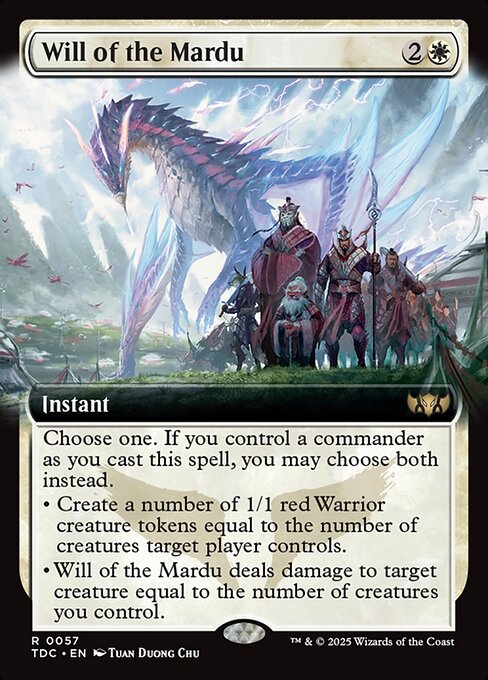 Will of the Mardu 2
Instant
Choose one. If you control a commander
as you cast this spell, you may choose both
instead.
• Create a number of 1/1 red Warrior
creature tokens equal to the number of
creatures target player controls.
• Will of the Mardu deals damage to target
creature equal to the number of creatures
you control.
R 0057
TDC • EN Tuan Duong Chu
™ & © 2025 Wizards of the Coast